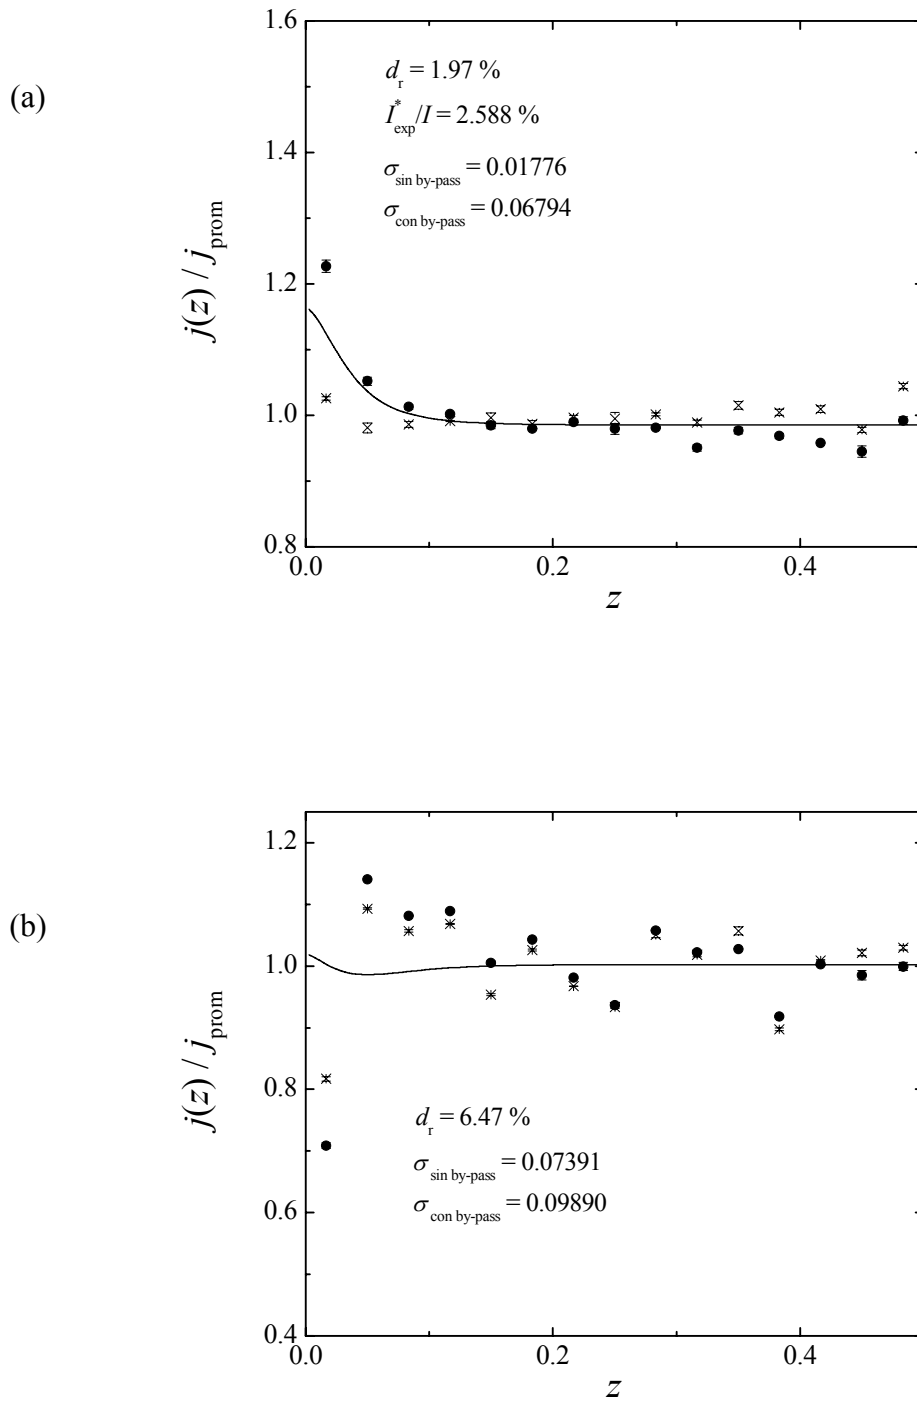 (a)
1.6
1.4
1.2
1.0
0.8
j(z) / j_prom
d_r = 1.97 %
I*_exp/I = 2.588 %
σ_sin by-pass = 0.01776
σ_con by-pass = 0.06794
0.0 0.2 0.4
z
(b)
1.2
1.0
0.8
0.6
0.4
j(z) / j_prom
d_r = 6.47 %
σ_sin by-pass = 0.07391
σ_con by-pass = 0.09890
0.0 0.2 0.4
z